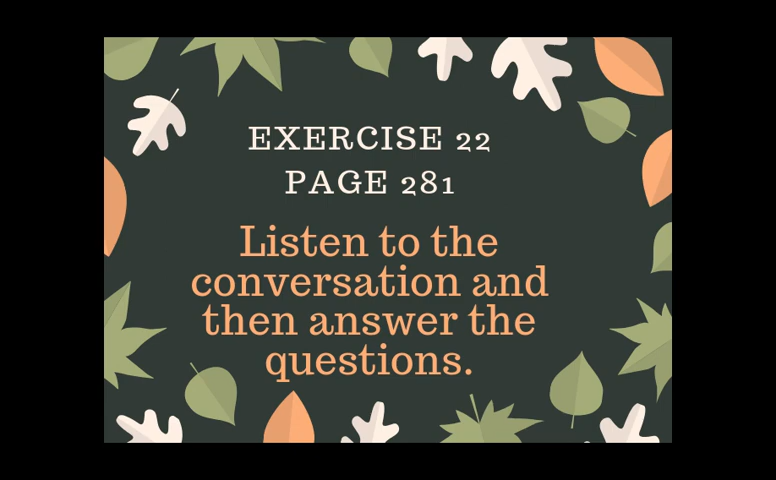 EXERCISE 22
PAGE 281
Listen to the
conversation and
then answer the
questions.